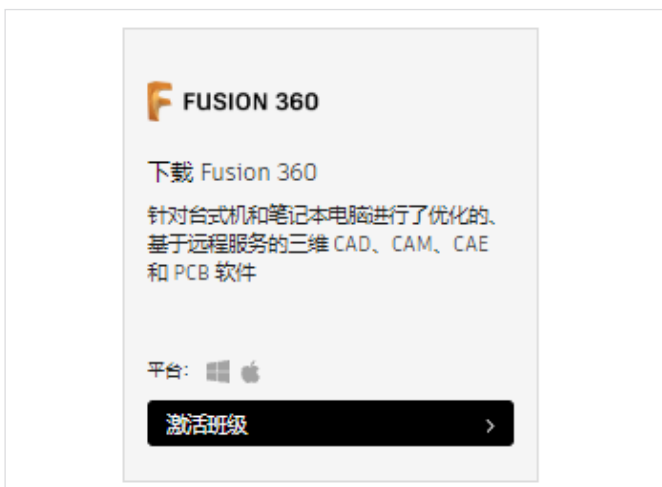 FUSION 360
下载 Fusion 360
针对台式机和笔记本电脑进行了优化的、
基于远程服务的三维 CAD、CAM、CAE
和 PCB 软件
平台:
激活班级